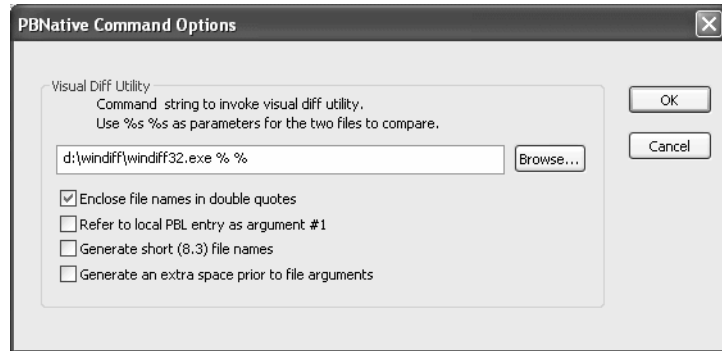 PBNative Command Options
Visual Diff Utility
Command string to invoke visual diff utility.
Use %s %s as parameters for the two files to compare.
d:\windiff\windiff32.exe % %
Browse...
Enclose file names in double quotes
Refer to local PBL entry as argument #1
Generate short (8.3) file names
Generate an extra space prior to file arguments
OK
Cancel